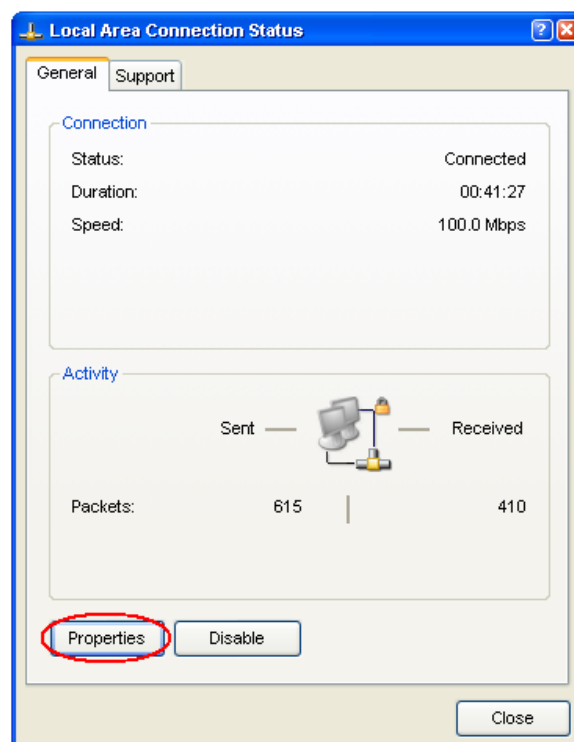 Local Area Connection Status
General Support
Connection
Status: Connected
Duration: 00:41:27
Speed: 100.0 Mbps
Activity
Sent Received
Packets: 615 410
Properties Disable
Close